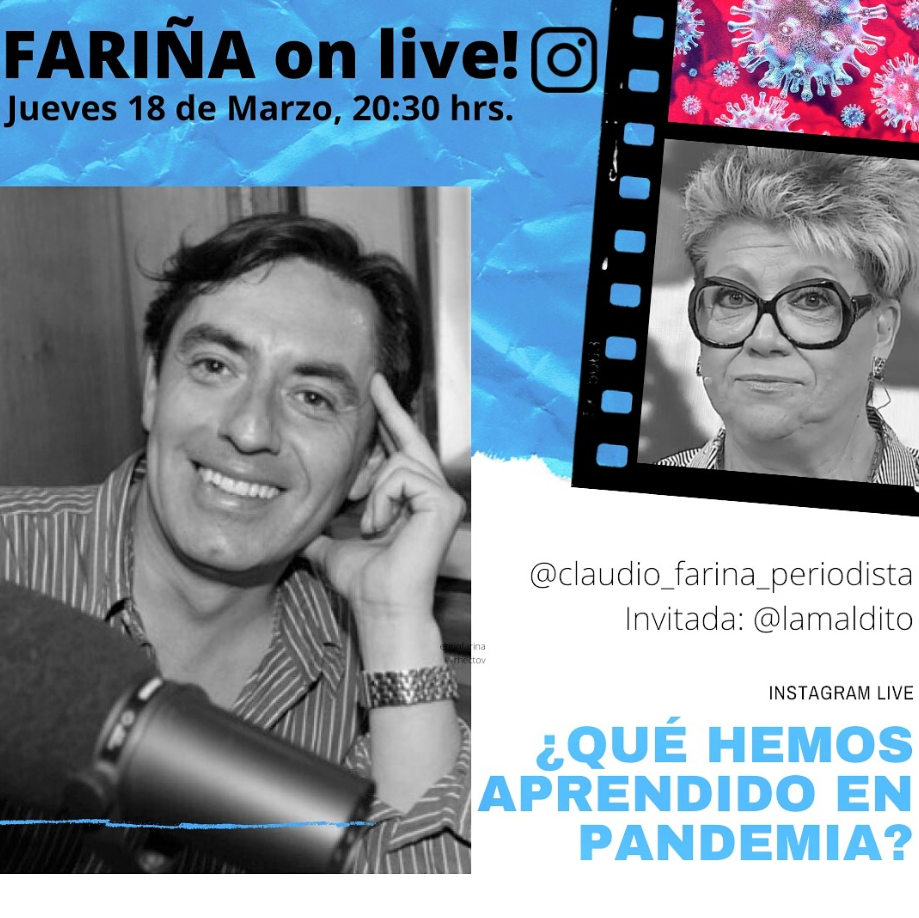 FARIÑA on live!
Jueves 18 de Marzo, 20:30 hrs.
@claudio_farina_periodista
Invitada: @lamaldito
INSTAGRAM LIVE
¿QUÉ HEMOS
APRENDIDO EN
PANDEMIA?